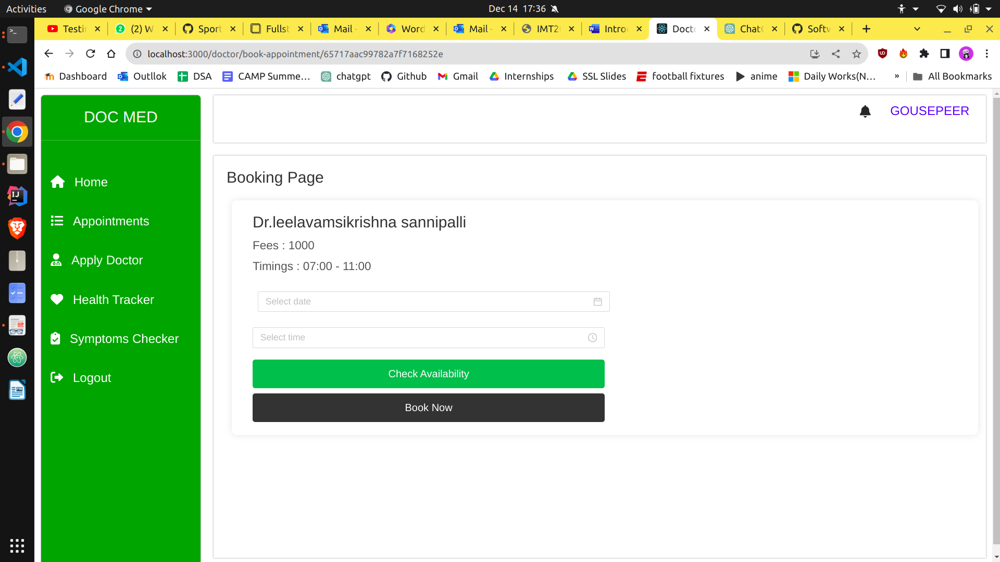 Activities Google Chrome Dec 14 17:36
Testin (2) W Sport Fullst Mail - Word Mail - IMT2 Intro Docto ChatG Softw
localhost:3000/doctor/book-appointment/65717aac99782a7f7168252e
Dashboard Outllok DSA CAMP Summe... chatgpt Github Gmail Internships SSL Slides football fixtures anime Daily Works(N... » All Bookmarks
DOC MED
GOUSEPEER
Home
Appointments
Apply Doctor
Health Tracker
Symptoms Checker
Logout
Booking Page
Dr.leelavamsikrishna sannipalli
Fees : 1000
Timings : 07:00 - 11:00
Select date
Select time
Check Availability
Book Now